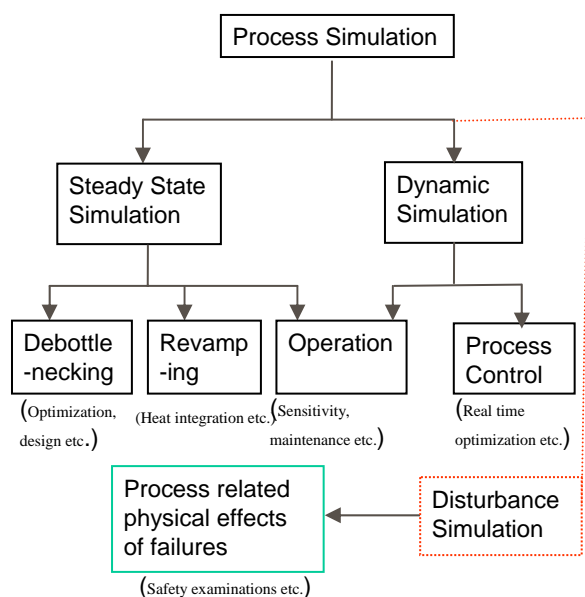 Process Simulation
Steady State
Simulation
Dynamic
Simulation
Debottle
-necking
Revamp
-ing
Operation
Process
Control
(Optimization,
design etc.)
(Heat integration etc.)
(Sensitivity,
maintenance etc.)
(Real time
optimization etc.)
Process related
physical effects
of failures
Disturbance
Simulation
(Safety examinations etc.)